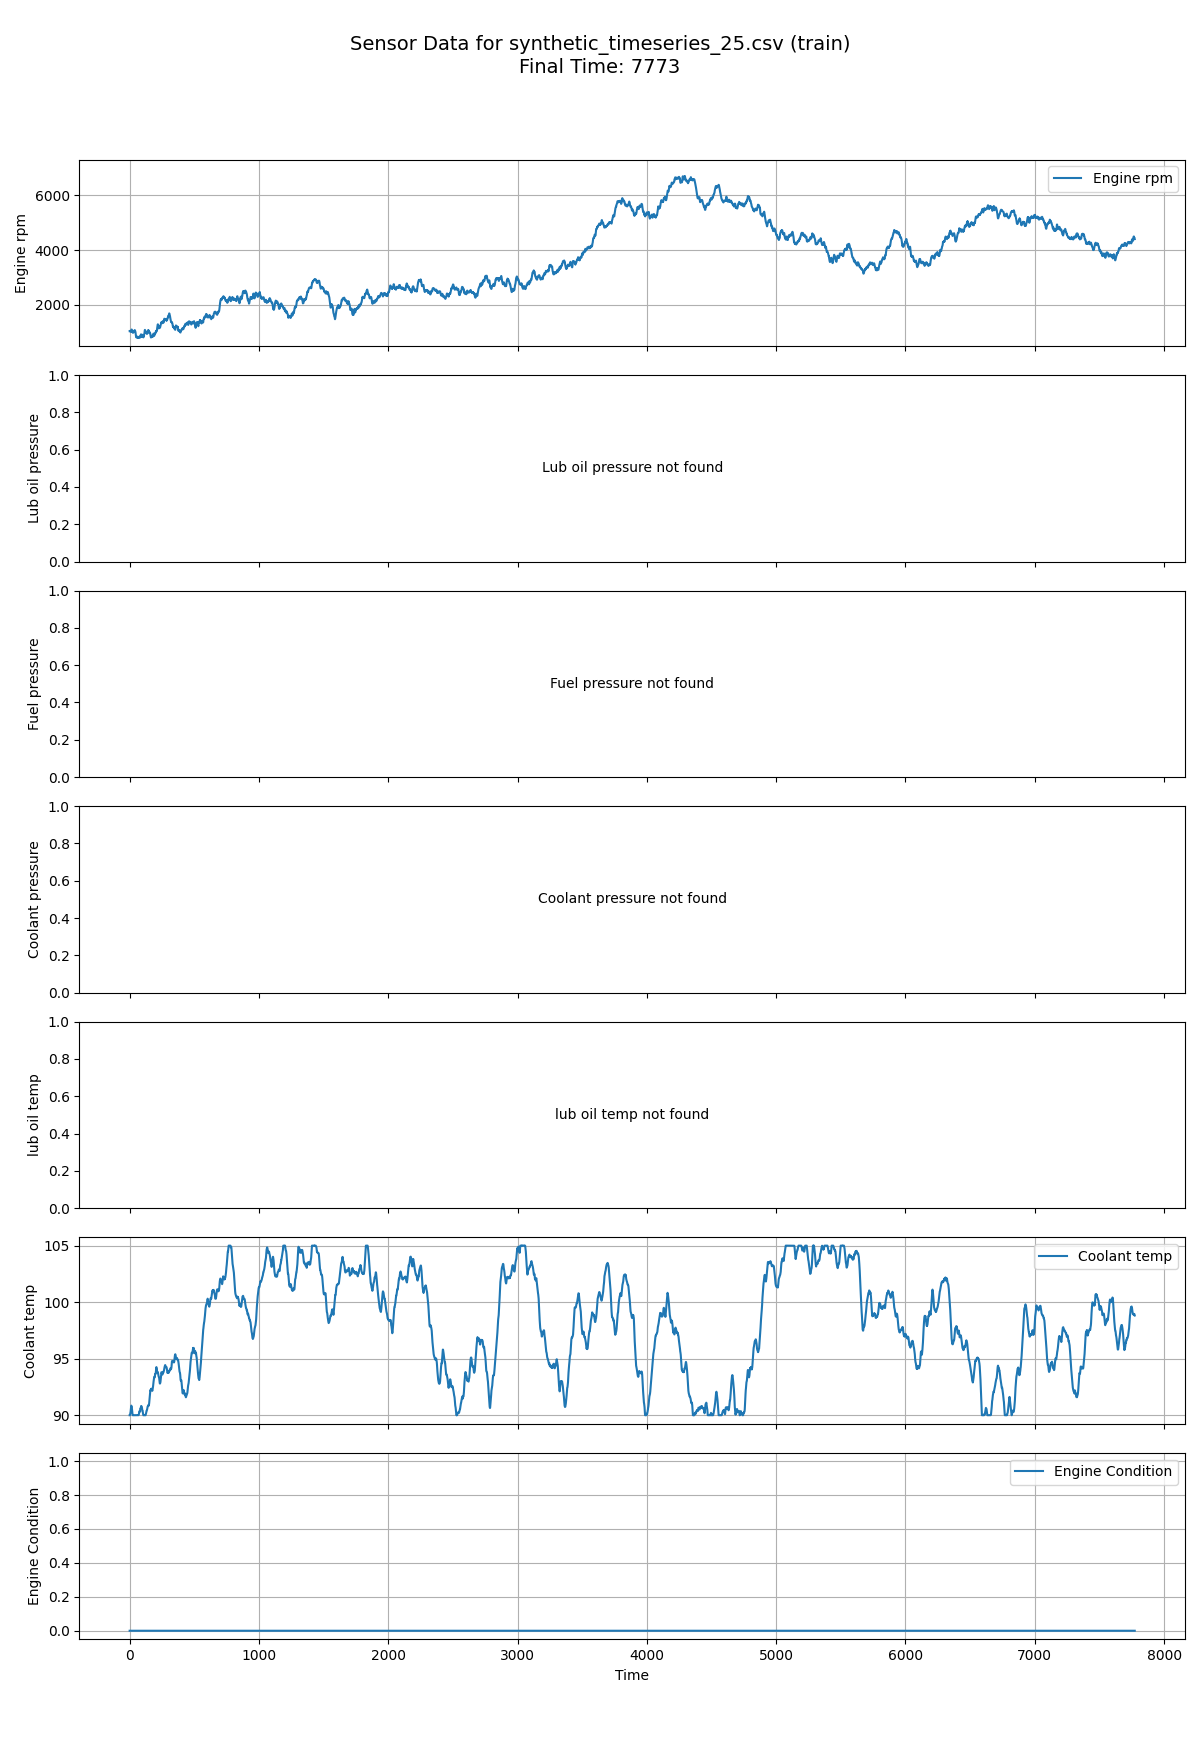 Sensor Data for synthetic_timeseries_25.csv (train)
Final Time: 7773
Engine rpm
6000
4000
2000
Engine rpm
Lub oil pressure
1.0
0.8
0.6
0.4
0.2
0.0
Lub oil pressure not found
Fuel pressure
1.0
0.8
0.6
0.4
0.2
0.0
Fuel pressure not found
Coolant pressure
1.0
0.8
0.6
0.4
0.2
0.0
Coolant pressure not found
lub oil temp
1.0
0.8
0.6
0.4
0.2
0.0
lub oil temp not found
Coolant temp
105
100
95
90
Coolant temp
Engine Condition
1.0
0.8
0.6
0.4
0.2
0.0
Engine Condition
0 1000 2000 3000 4000 5000 6000 7000 8000
Time